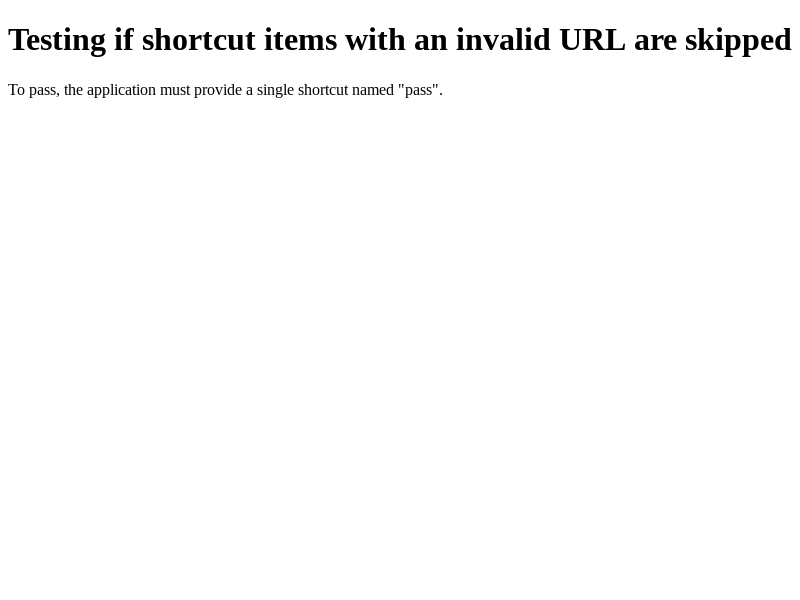 Testing if shortcut items with an invalid URL are skipped
To pass, the application must provide a single shortcut named "pass".